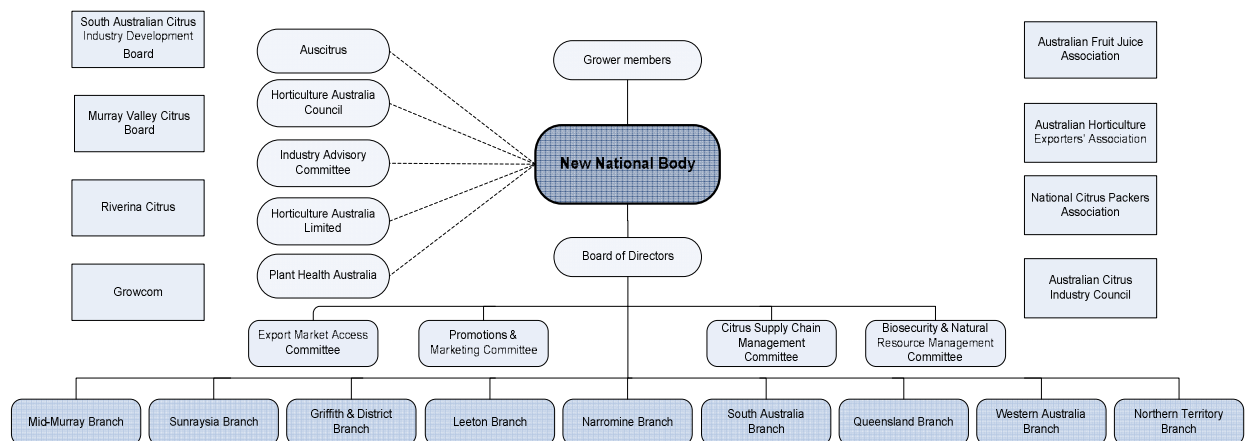 South Australian Citrus
Industry Development
Board
Murray Valley Citrus
Board
Riverina Citrus
Growcom
Auscitrus
Horticulture Australia
Council
Industry Advisory
Committee
Horticulture Australia
Limited
Plant Health Australia
Grower members
New National Body
Board of Directors
Australian Fruit Juice
Association
Australian Horticulture
Exporters' Association
National Citrus Packers
Association
Australian Citrus
Industry Council
Export Market Access
Committee
Promotions &
Marketing Committee
Citrus Supply Chain
Management
Committee
Biosecurity & Natural
Resource Management
Committee
Mid-Murray Branch
Sunraysia Branch
Griffith & District
Branch
Leeton Branch
Narromine Branch
South Australia
Branch
Queensland Branch
Western Australia
Branch
Northern Territory
Branch